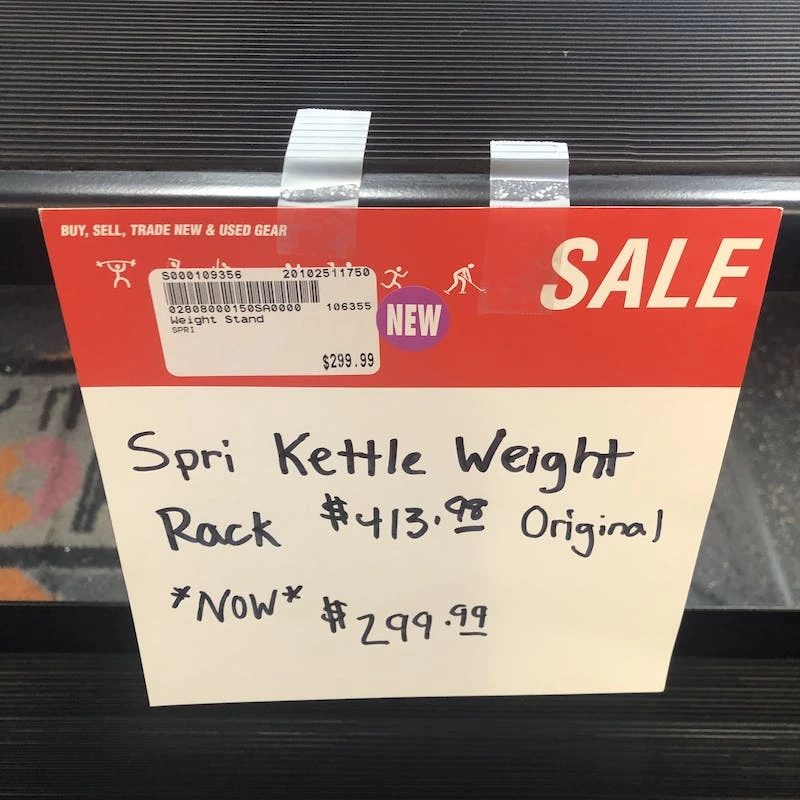 BUY, SELL, TRADE NEW & USED GEAR
SALE
S000109356 20102511750
02808000150SA0000 106355
Weight Stand
SPRI
$299.99
NEW
Spri Kettle Weight
Rack $413.98 Original
*NOW* $299.99